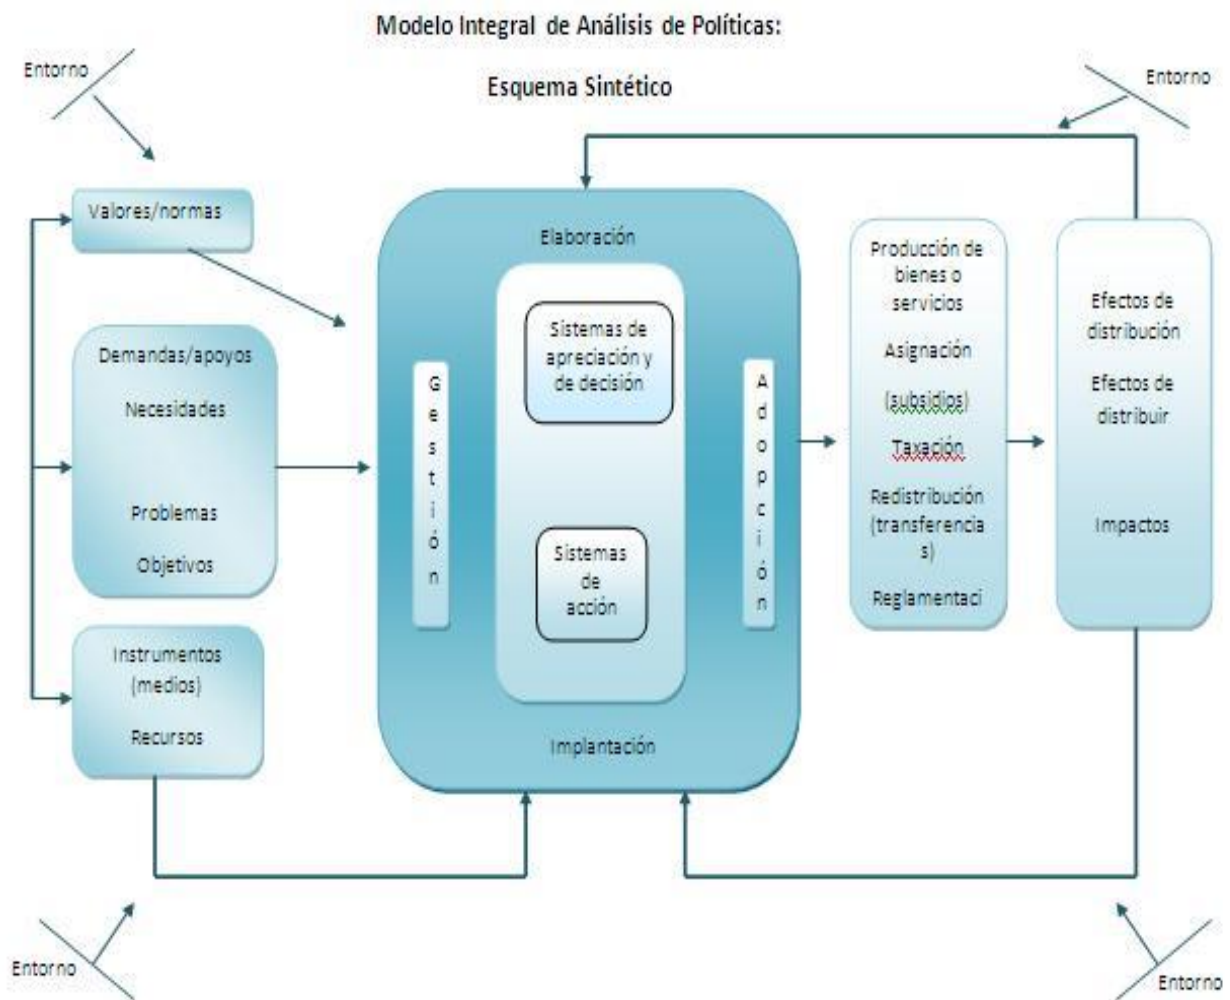 Modelo Integral de Análisis de Políticas:
Esquema Sintético
Entorno
Entorno
Valores/normas
Demandas/apoyos
Necesidades
Problemas
Objetivos
Instrumentos
(medios)
Recursos
Elaboración
Gestión
Sistemas de
apreciación y
de decisión
Sistemas
de
acción
Adopción
Implantación
Producción de
bienes o
servicios
Asignación
(subsidios)
Taxación
Redistribución
(transferencia
s)
Reglamentaci
Efectos de
distribución
Efectos de
distribuir
Impactos
Entorno
Entorno